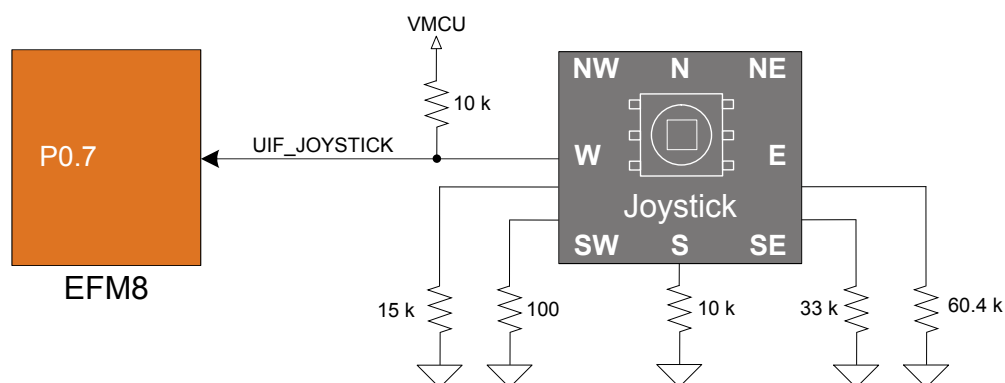 VMCU
10 k
P0.7
UIF_JOYSTICK
NW N NE
W E
Joystick
SW S SE
EFM8
15 k
100
10 k
33 k
60.4 k